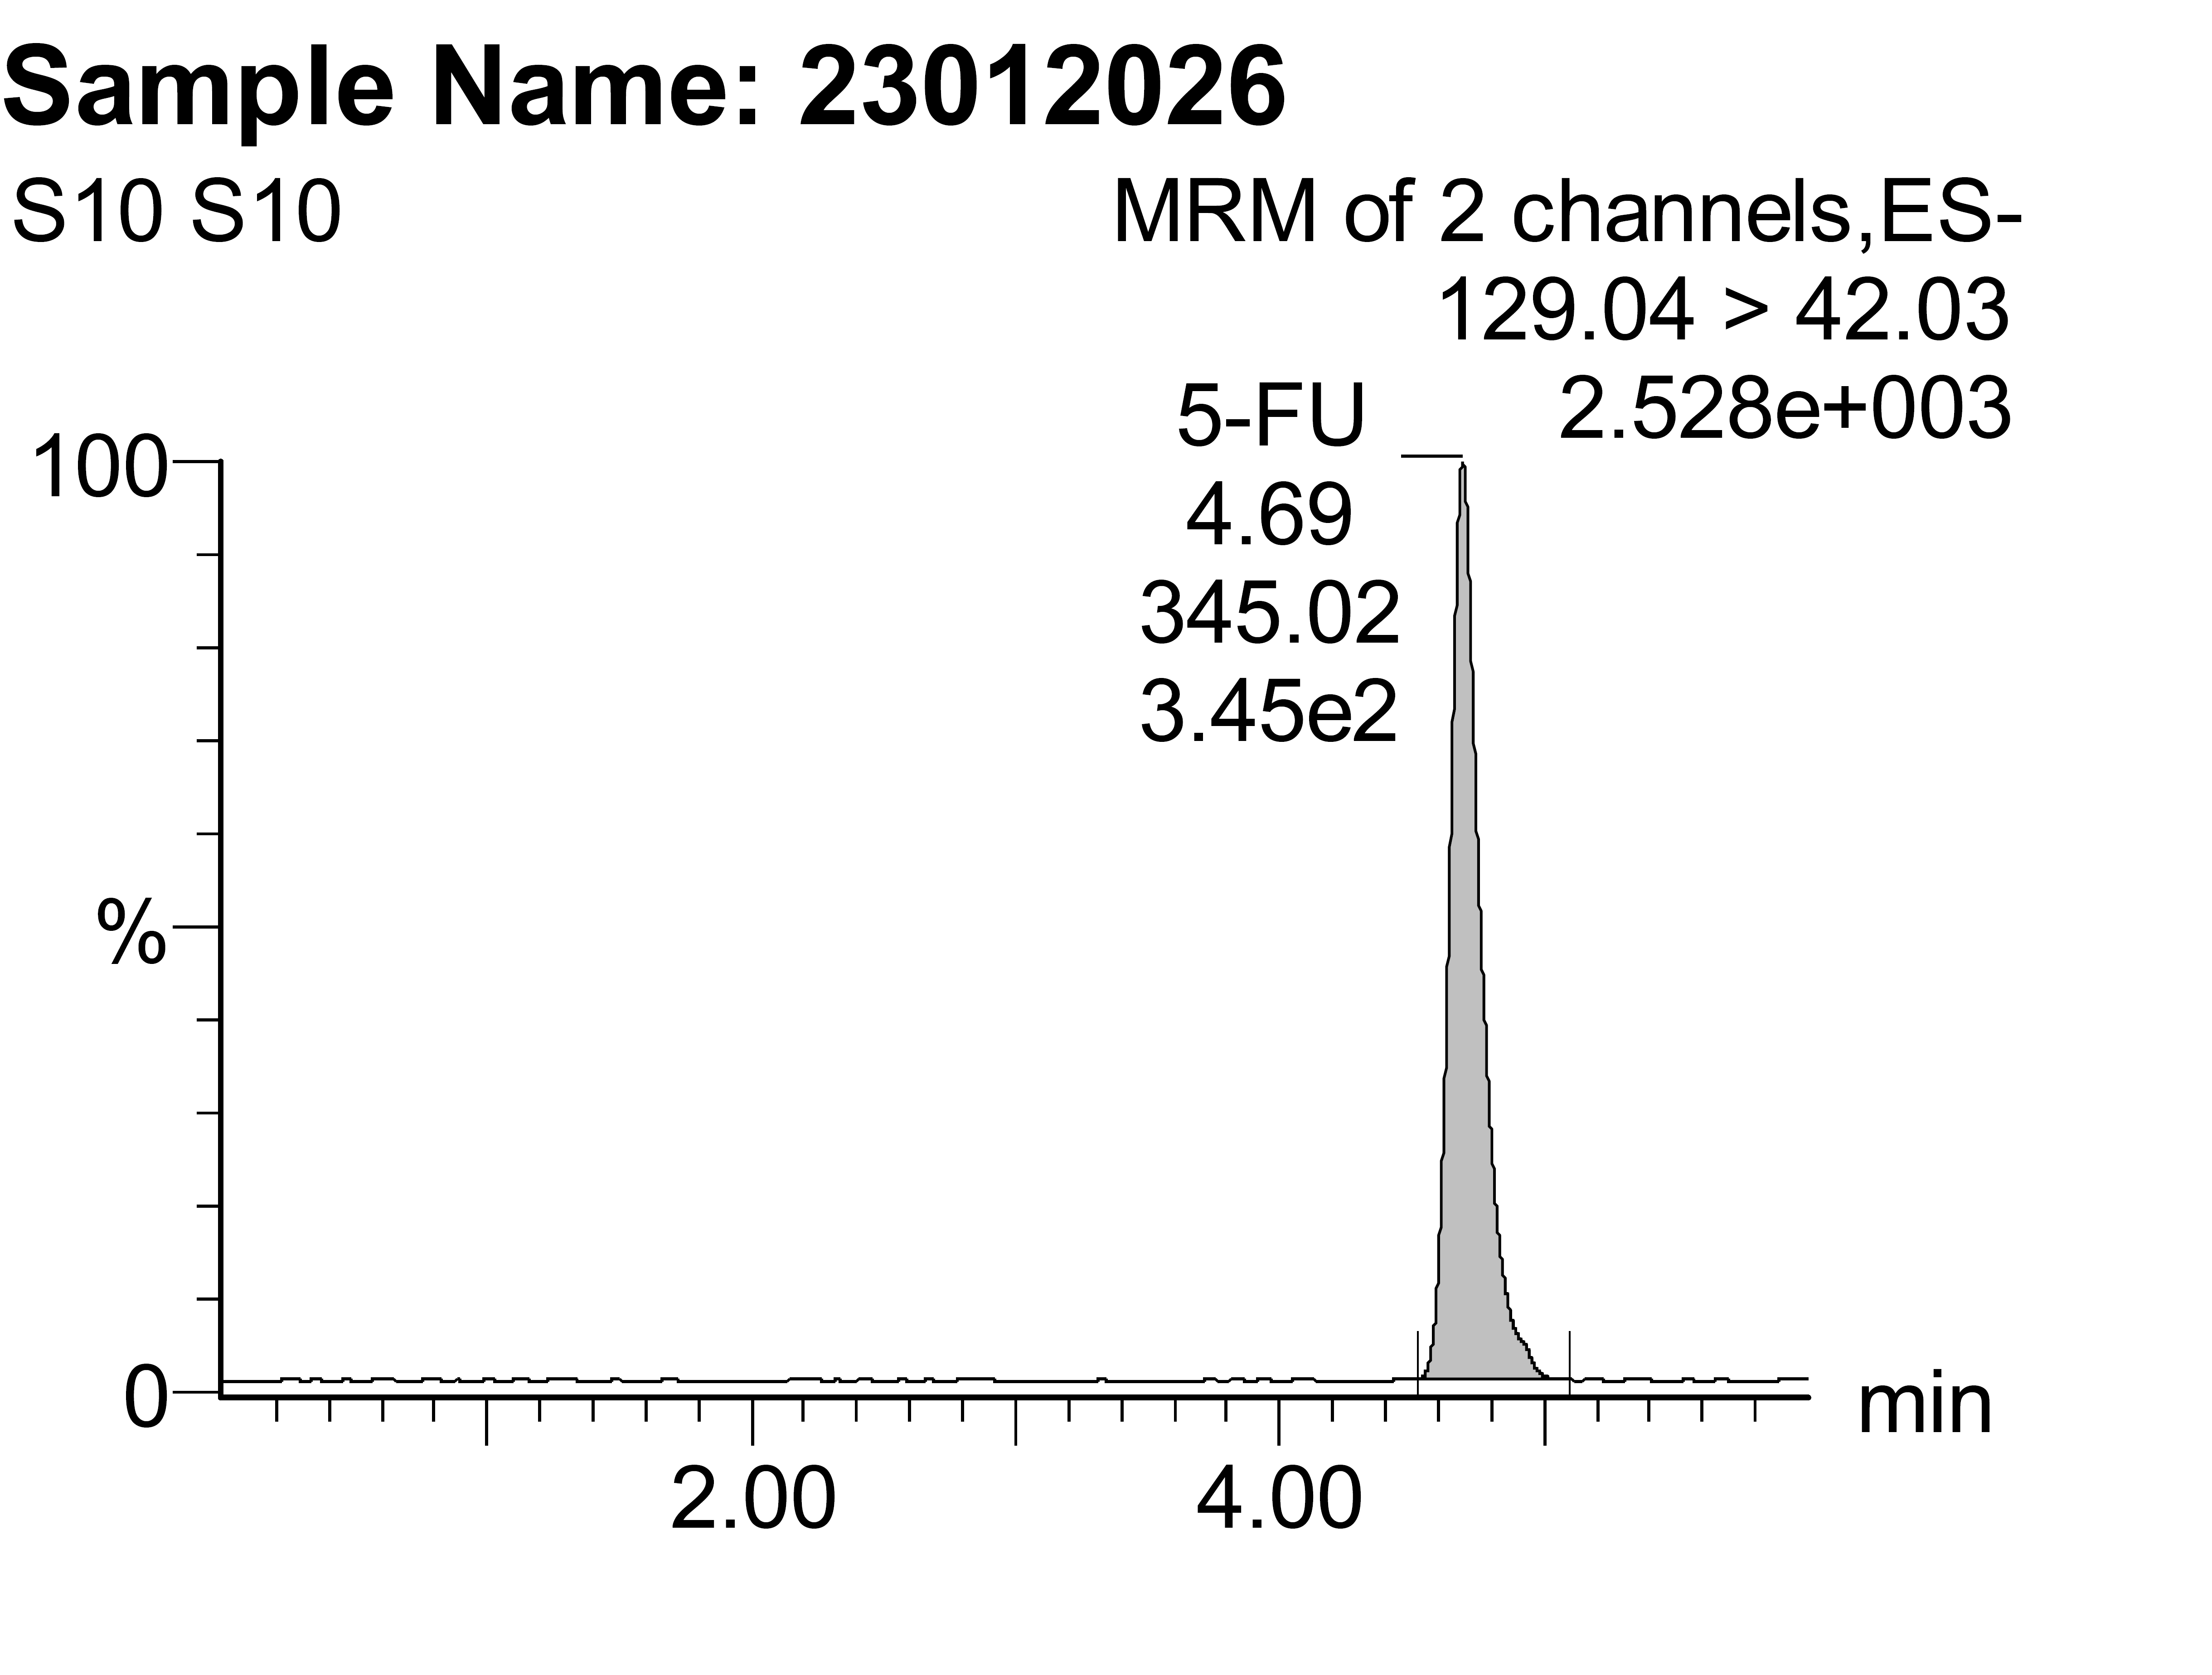 Sample Name: 23012026
S10 S10
MRM of 2 channels,ES-
129.04 > 42.03
2.528e+003
5-FU
4.69
345.02
3.45e2
100
%
0
min
2.00
4.00